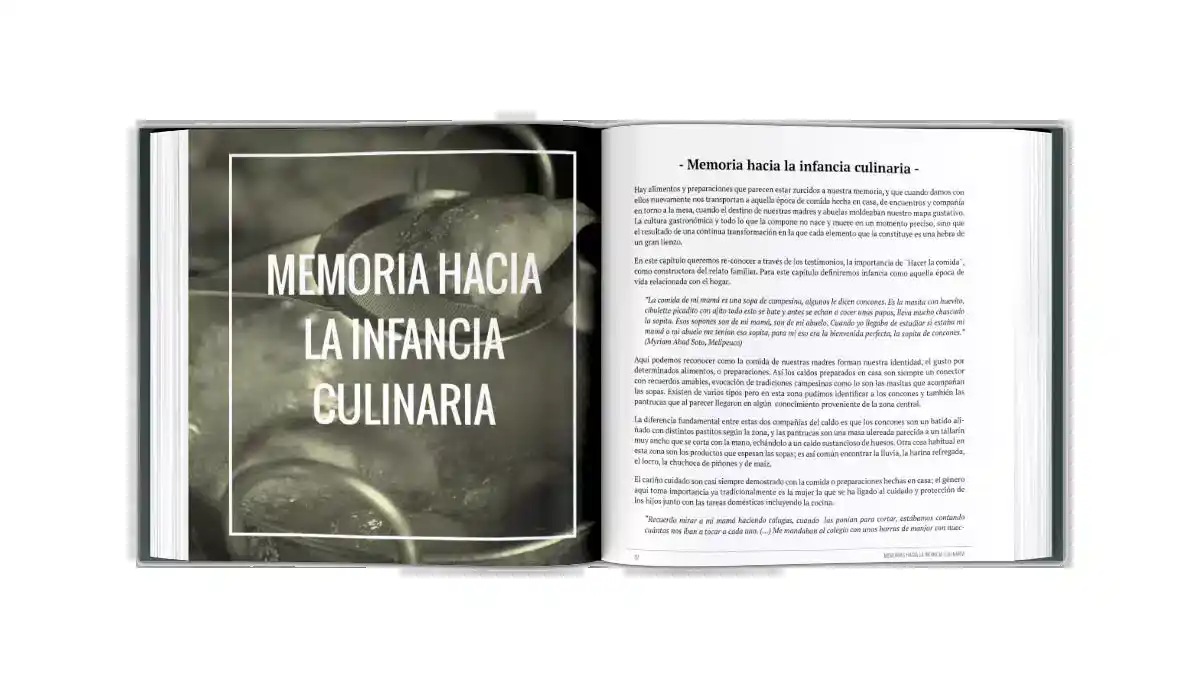 MEMORIA HACIA
LA INFANCIA
CULINARIA
- Memoria hacia la infancia culinaria -
Hay alimentos y preparaciones que parecen estar zurcidos a nuestra memoria, y que cuando damos con
ellos nuevamente nos transportan a aquella época de comida hecha en casa, de encuentros y compañía
en torno a la mesa, cuando el destino de nuestras madres y abuelas moldeaban nuestro mapa gustativo.
La cultura gastronómica y todo lo que la compone no nace y muere en un momento preciso, sino que
el resultado de una continua transformación en la que cada elemento que la constituye es una hebra de
un gran lienzo.
En este capítulo queremos re-conocer a través de los testimonios, la importancia de ¨Hacer la comida¨,
como constructora del relato familiar. Para este capítulo definiremos infancia como aquella época de
vida relacionada con el hogar.
"La comida de mi mamá es una sopa de campesina, algunos le dicen concones. Es la masita con huevito,
cibulette picadito con ajito todo esto se bate y antes se echan a cocer unas papas, lleva mucho chascudo
la sopita. Esos sopones son de mi mamá, son de mi abuelo. Cuando yo llegaba de estudiar si estaba mi
mamá o mi abuelo me tenían esa sopita, para mí eso era la bienvenida perfecta, la sopita de concones."
(Myriam Abad Soto, Melipeuco)
Aquí podemos reconocer como la comida de nuestras madres forman nuestra identidad, el gusto por
determinados alimentos, o preparaciones. Así los caldos preparados en casa son siempre un conector
con recuerdos amables, evocación de tradiciones campesinas como lo son las masitas que acompañan
las sopas. Existen de varios tipos pero en esta zona pudimos identificar a los concones y también las
pantrucas que al parecer llegaron en algún conocimiento proveniente de la zona central.
La diferencia fundamental entre estas dos compañías del caldo es que los concones son un batido ali-
ñado con distintos pastitos según la zona, y las pantrucas son una masa ulereada parecida a un tallarín
muy ancho que se corta con la mano, echándolo a un caldo sustancioso de huesos. Otra cosa habitual en
esta zona son los productos que espesan las sopas; es así común encontrar la lluvia, la harina refregada,
el locro, la chuchoca de piñones y de maíz.
El cariño cuidado son casi siempre demostrado con la comida o preparaciones hechas en casa; el género
aquí toma importancia ya tradicionalmente es la mujer la que se ha ligado al cuidado y protección de
los hijos junto con las tareas domésticas incluyendo la cocina.
"Recuerdo mirar a mi mamá haciendo calugas, cuando las ponían para cortar, estábamos contando
cuántas nos iban a tocar a cada uno. (...) Me mandaban al colegio con unas barras de manjar con nuec-